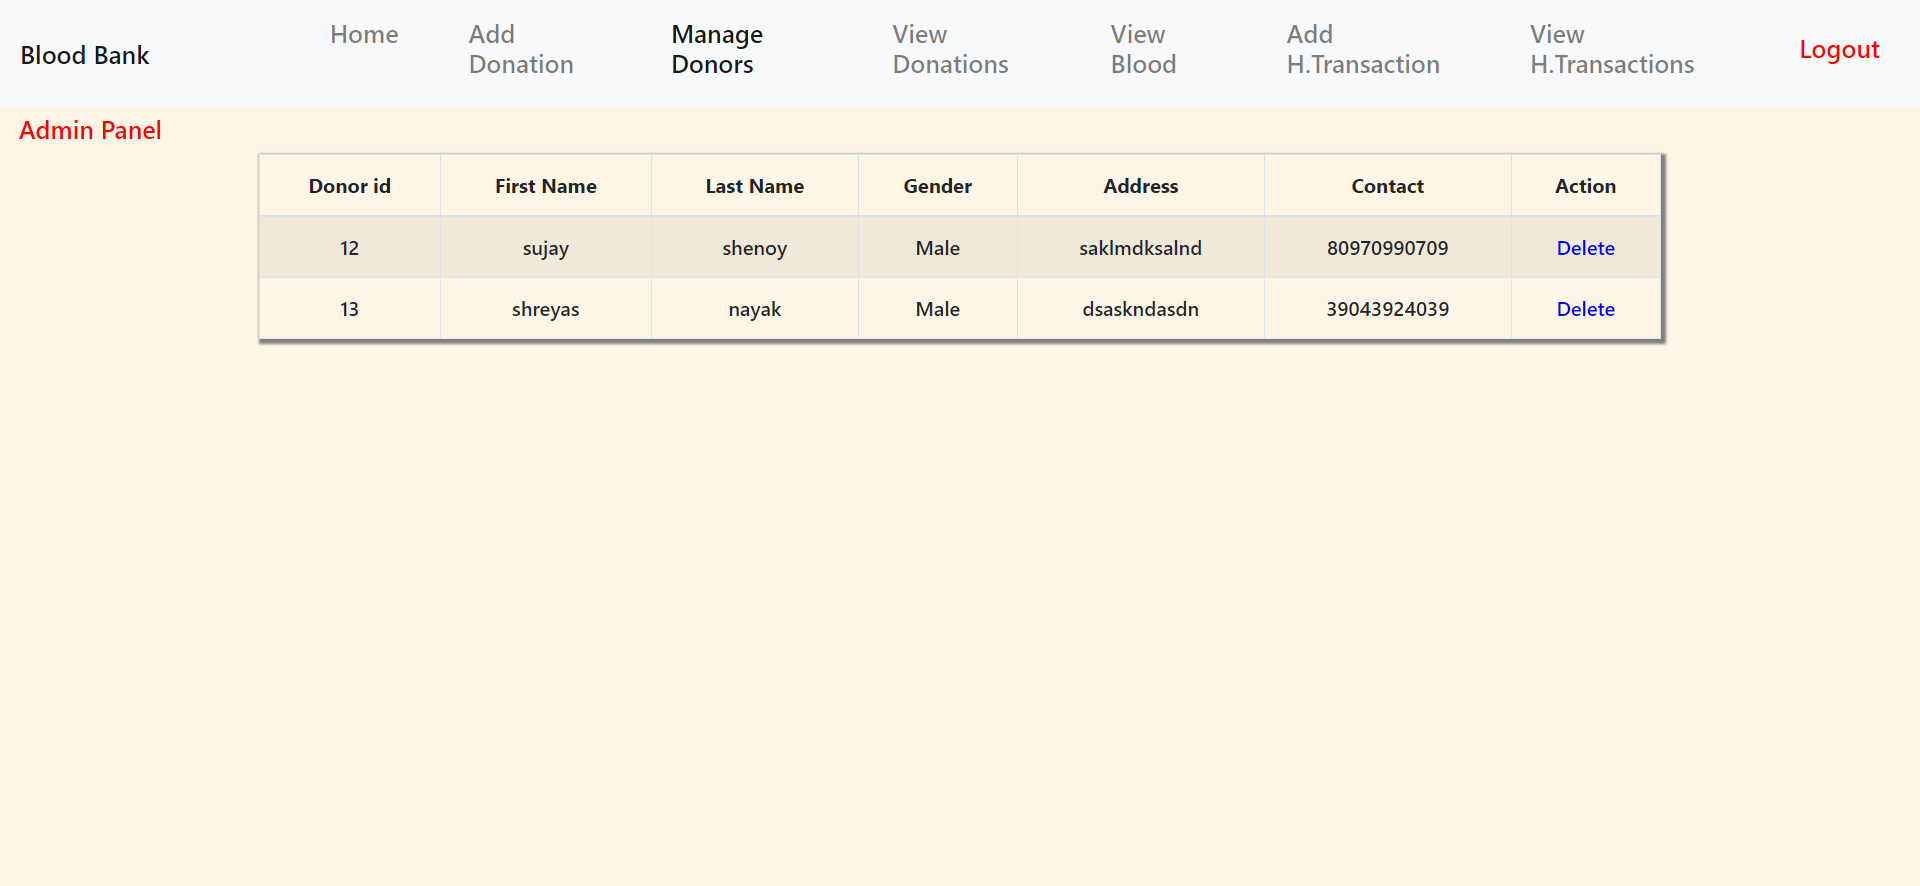 Blood Bank
Home
Add
Donation
Manage
Donors
View
Donations
View
Blood
Add
H.Transaction
View
H.Transactions
Logout
Admin Panel
Donor id First Name Last Name Gender Address Contact Action
12 sujay shenoy Male saklmdksalnd 80970990709 Delete
13 shreyas nayak Male dsaskndasdn 39043924039 Delete